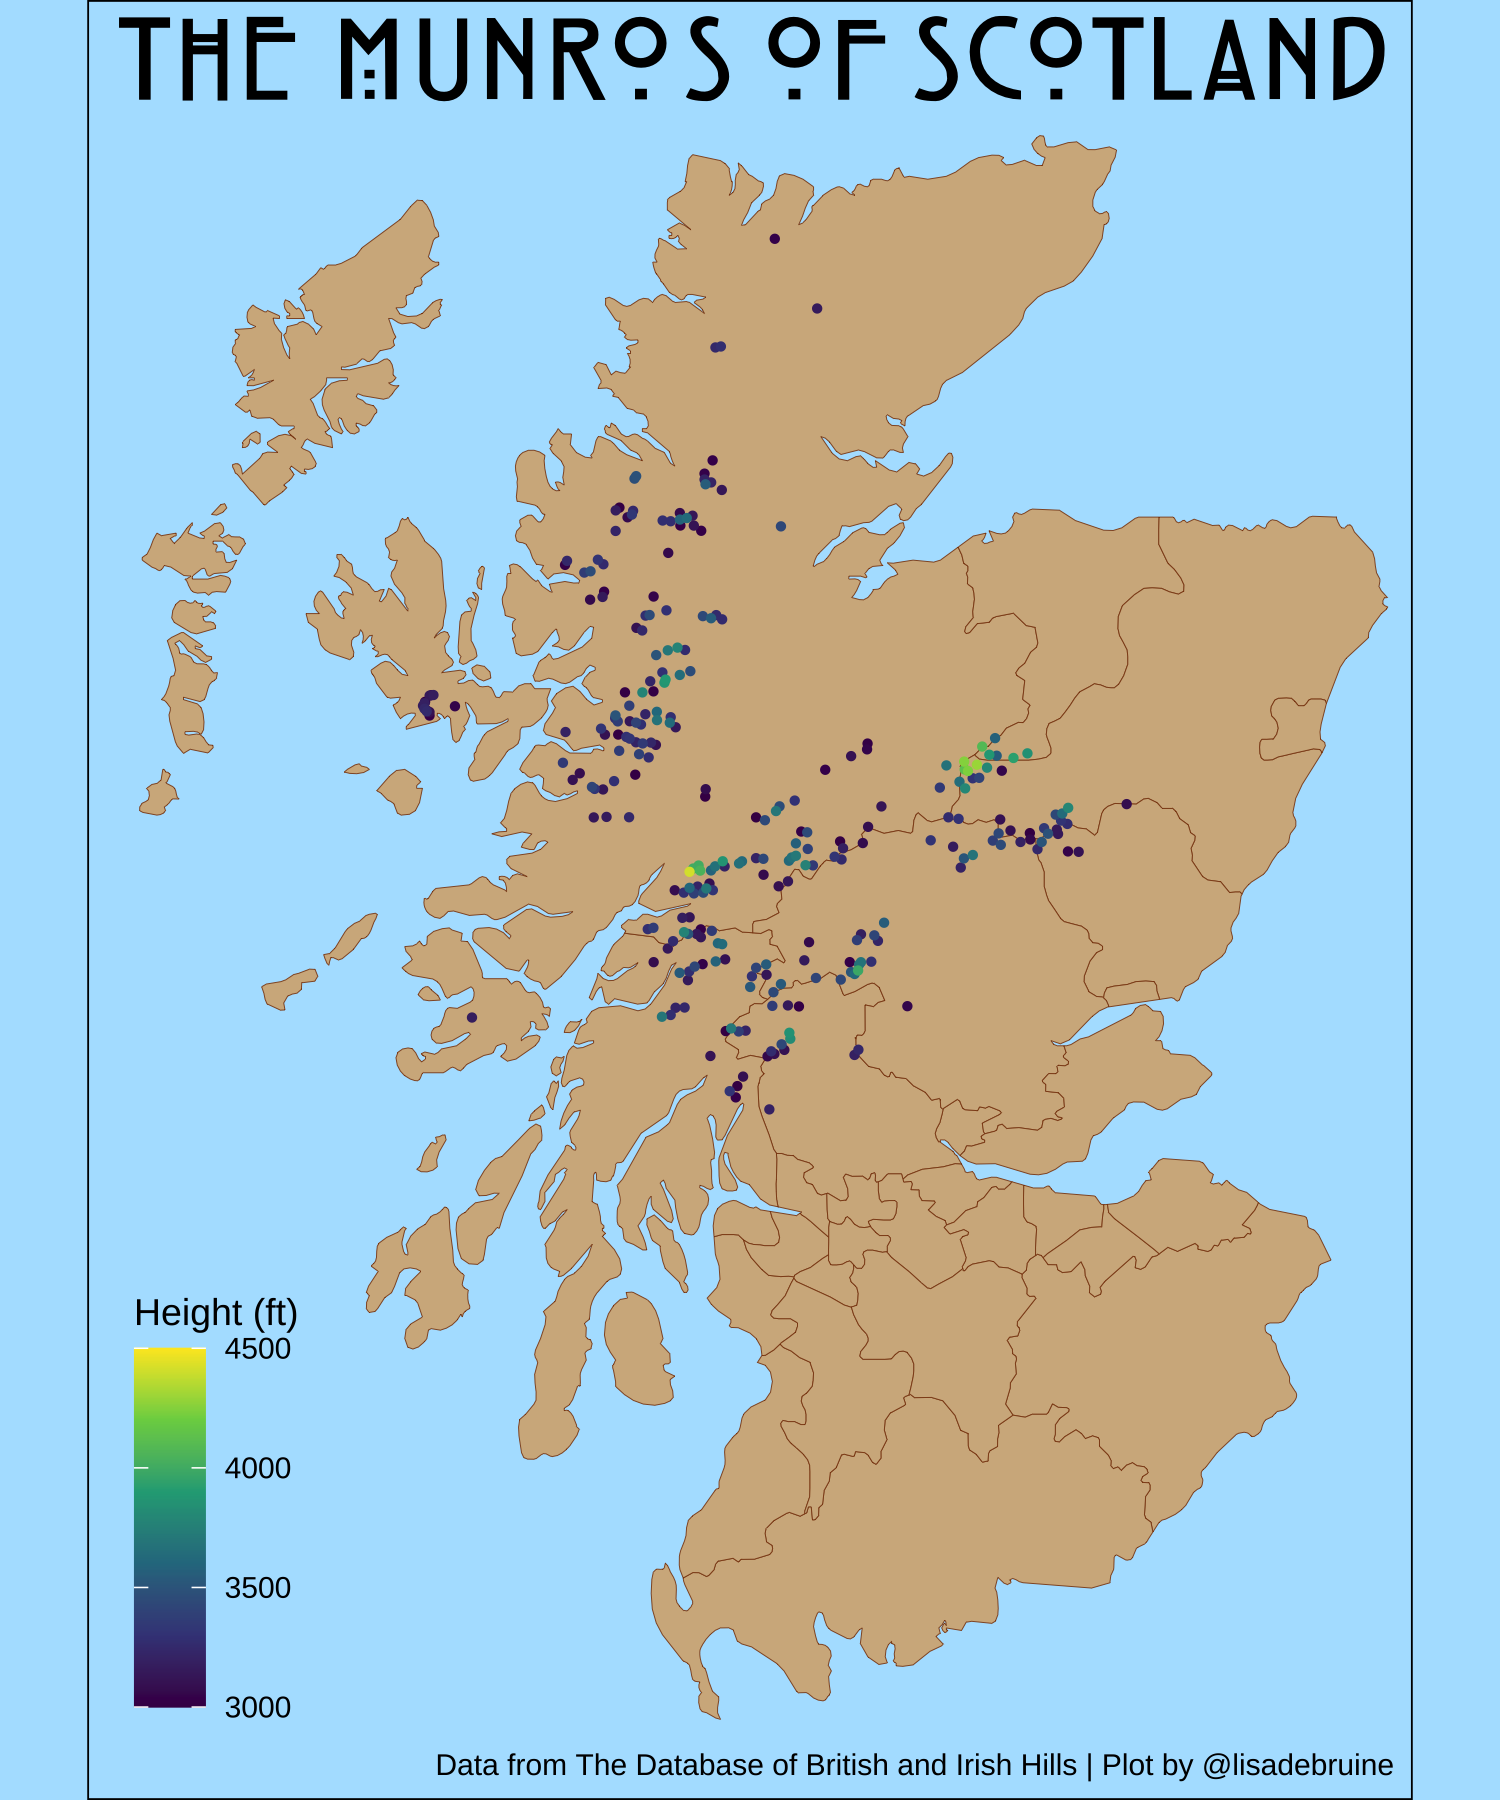 THE MUNROS OF SCOTLAND
Height (ft)
4500
4000
3500
3000
Data from The Database of British and Irish Hills | Plot by @lisadebruine